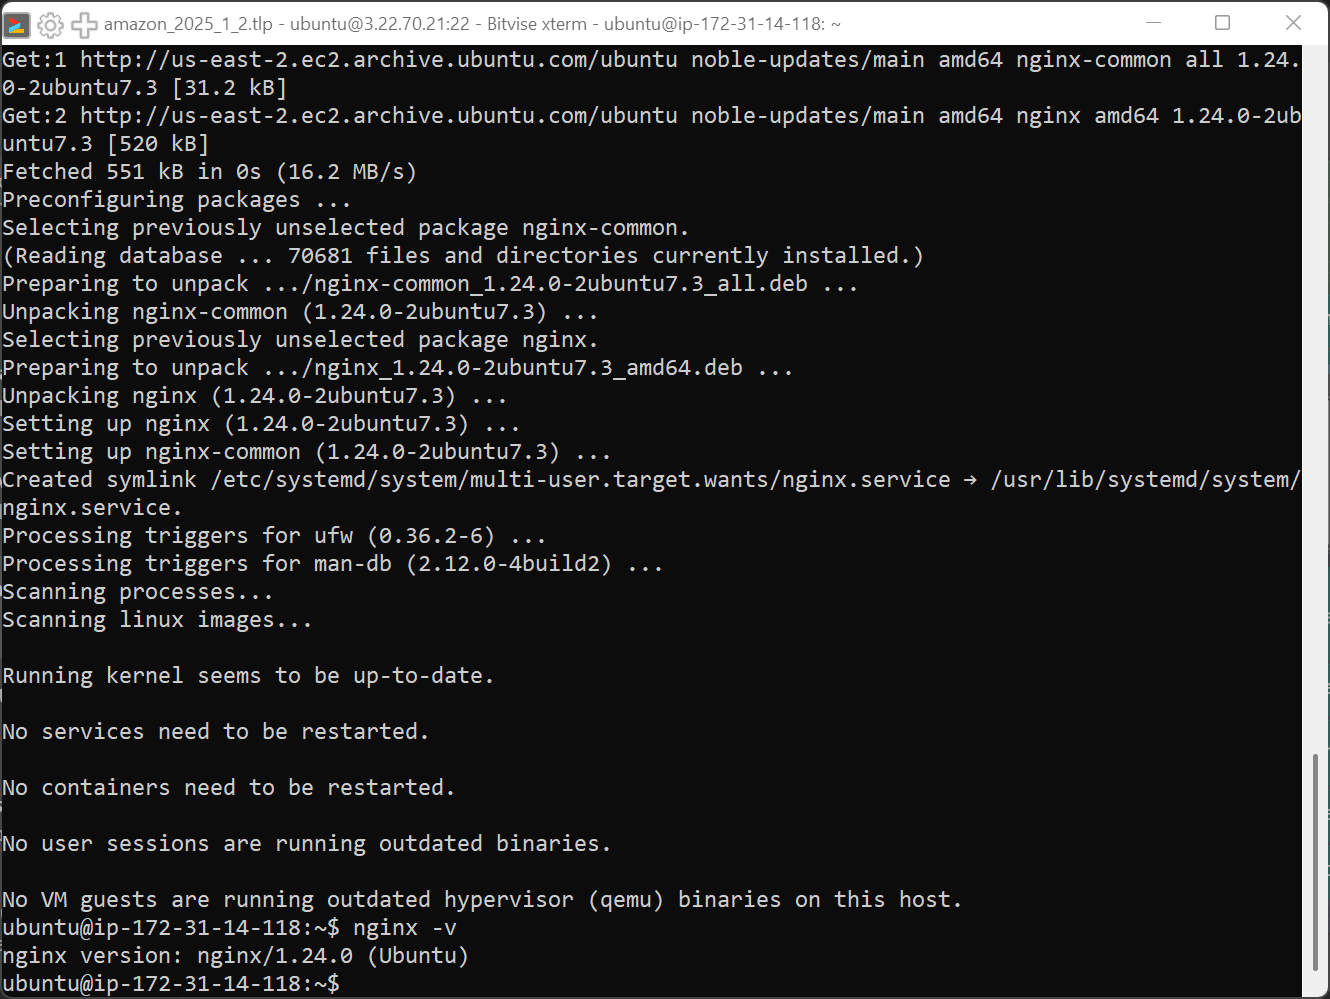 amazon_2025_1_2.tlp - ubuntu@3.22.70.21:22 - Bitvise xterm - ubuntu@ip-172-31-14-118: ~
Get:1 http://us-east-2.ec2.archive.ubuntu.com/ubuntu noble-updates/main amd64 nginx-common all 1.24.
0-2ubuntu7.3 [31.2 kB]
Get:2 http://us-east-2.ec2.archive.ubuntu.com/ubuntu noble-updates/main amd64 nginx amd64 1.24.0-2ub
untu7.3 [520 kB]
Fetched 551 kB in 0s (16.2 MB/s)
Preconfiguring packages ...
Selecting previously unselected package nginx-common.
(Reading database ... 70681 files and directories currently installed.)
Preparing to unpack .../nginx-common_1.24.0-2ubuntu7.3_all.deb ...
Unpacking nginx-common (1.24.0-2ubuntu7.3) ...
Selecting previously unselected package nginx.
Preparing to unpack .../nginx_1.24.0-2ubuntu7.3_amd64.deb ...
Unpacking nginx (1.24.0-2ubuntu7.3) ...
Setting up nginx (1.24.0-2ubuntu7.3) ...
Setting up nginx-common (1.24.0-2ubuntu7.3) ...
Created symlink /etc/systemd/system/multi-user.target.wants/nginx.service → /usr/lib/systemd/system/
nginx.service.
Processing triggers for ufw (0.36.2-6) ...
Processing triggers for man-db (2.12.0-4build2) ...
Scanning processes...
Scanning linux images...
Running kernel seems to be up-to-date.
No services need to be restarted.
No containers need to be restarted.
No user sessions are running outdated binaries.
No VM guests are running outdated hypervisor (qemu) binaries on this host.
ubuntu@ip-172-31-14-118:~$ nginx -v
nginx version: nginx/1.24.0 (Ubuntu)
ubuntu@ip-172-31-14-118:~$